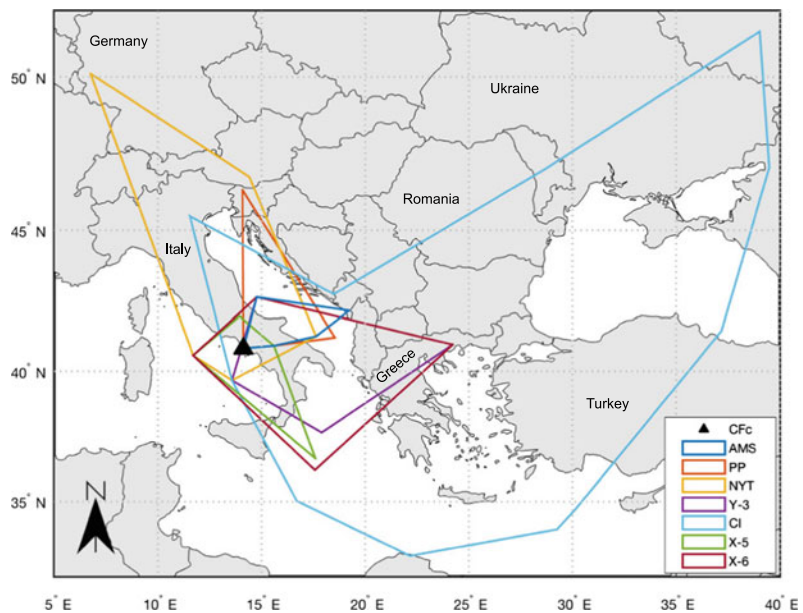 Germany
50° N
Ukraine
Romania
45° N
Italy
40° N
Greece
Turkey
35° N
N
CFc
AMS
PP
NYT
Y-3
CI
X-5
X-6
5° E 10° E 15° E 20° E 25° E 30° E 35° E 40° E